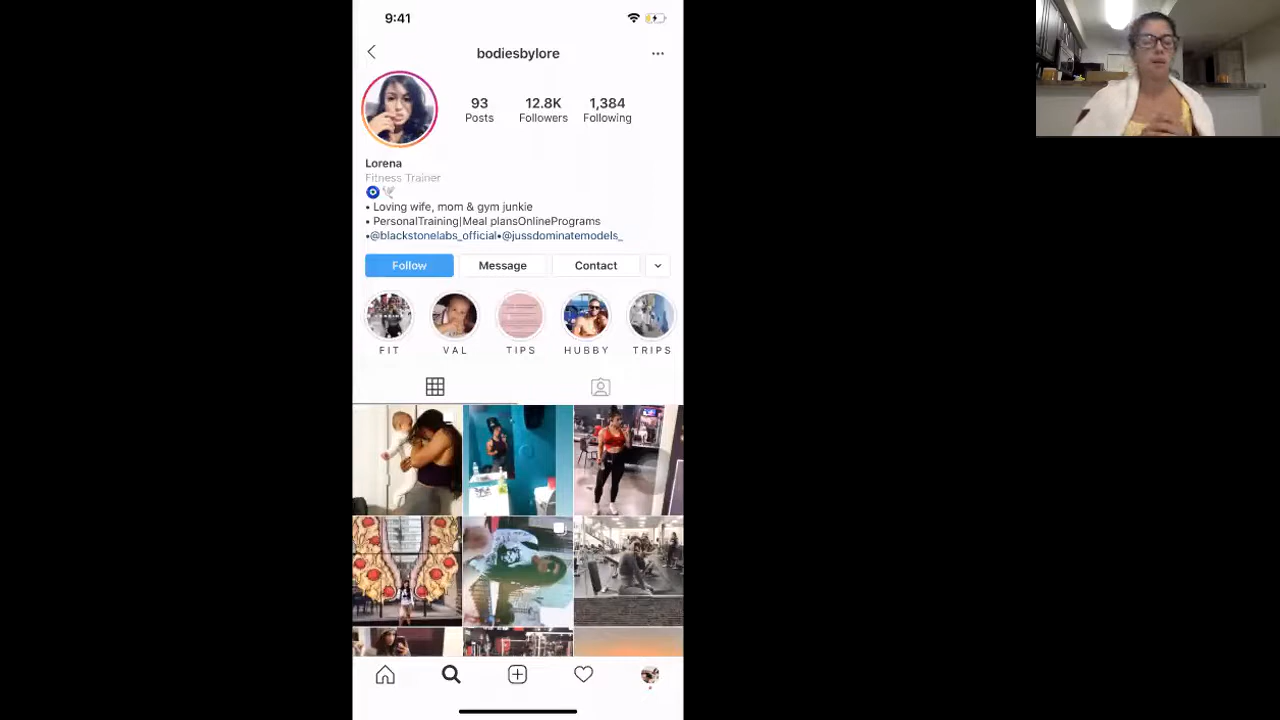 9:41
bodiesbylore
93 12.8K 1,384
Posts Followers Following
Lorena
Fitness Trainer
• Loving wife, mom & gym junkie
• PersonalTraining|Meal plansOnlinePrograms
•@blackstonelabs_official•@jussdominatemodels_
Follow Message Contact
FIT VAL TIPS HUBBY TRIPS